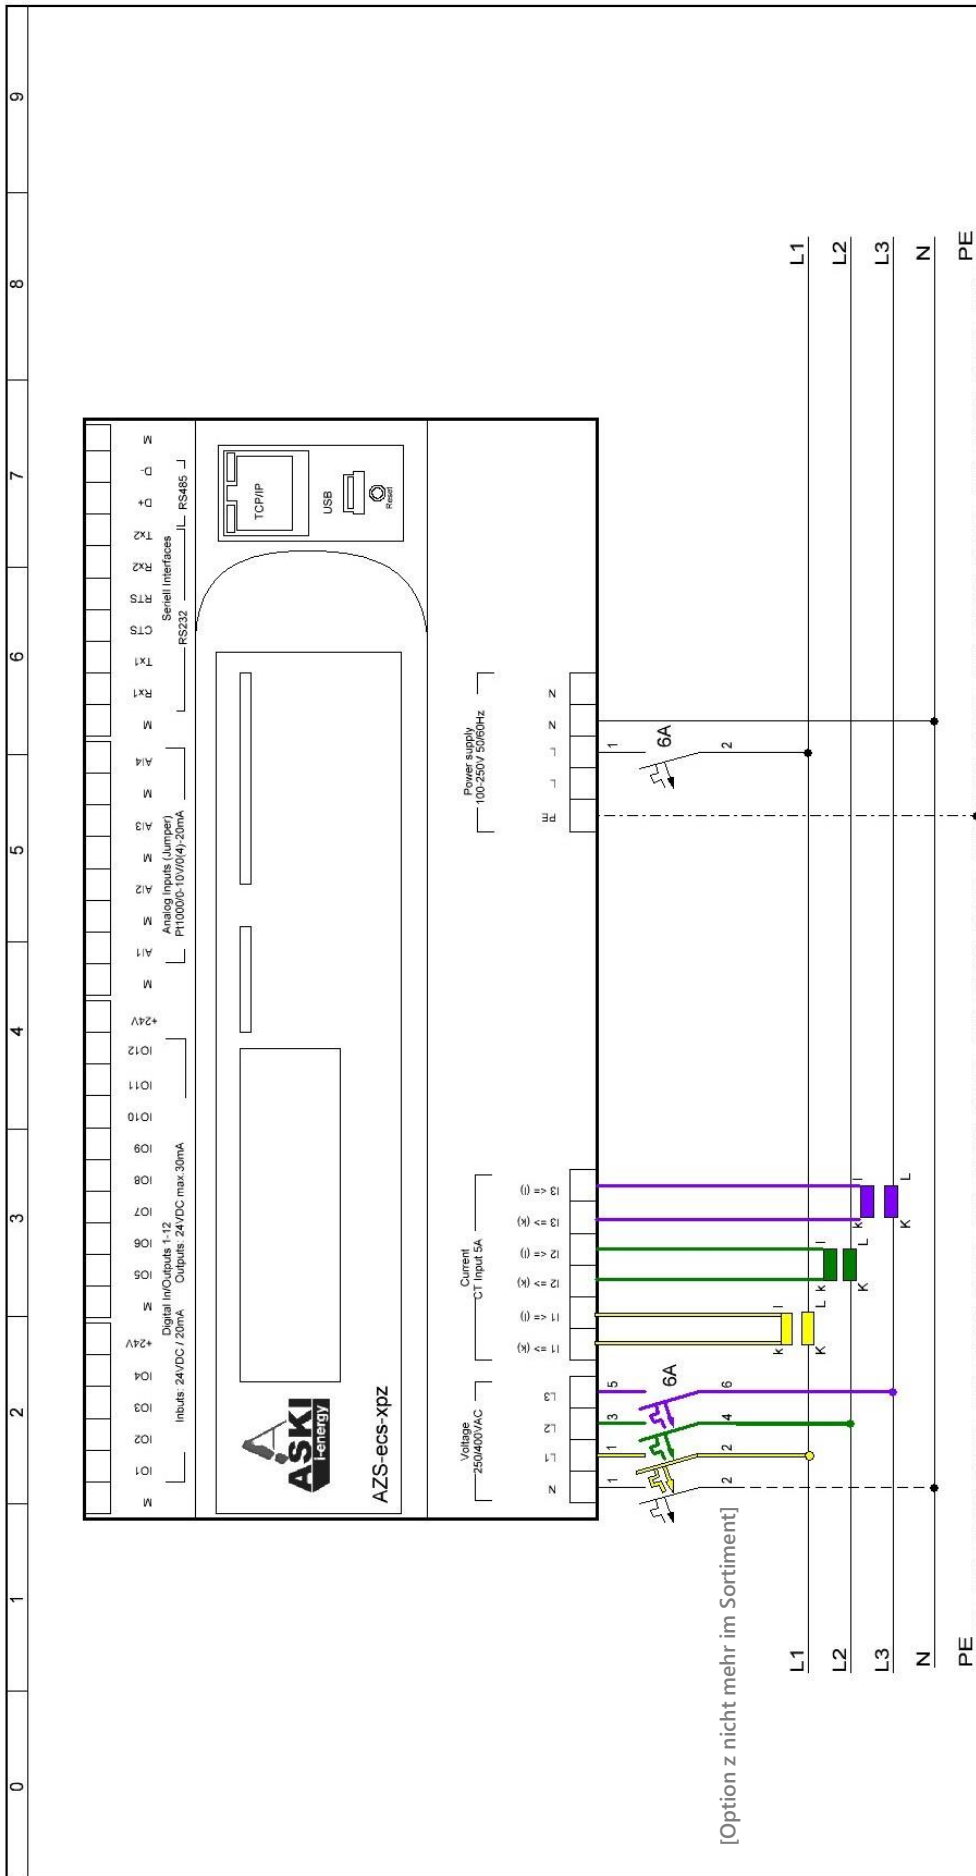 0 1 2 3 4 5 6 7 8 9
M IO1 IO2 IO3 IO4 +24V M IO5 IO6 IO7 IO8 IO9 IO10 IO11 IO12 +24V M AI1 M AI2 M AI3 M AI4 M Rx1 Tx1 CTS RTS Rx2 Tx2 D+ D- M
Digital In/Outputs 1-12
Inbuts: 24VDC / 20mA Outputs: 24VDC max.30mA
Analog Inputs (Jumper)
Pt1000/0-10V/0(4)-20mA
Seriell Interfaces
RS232 RS485
ASKI
i-energy
AZS-ecs-xpz
TCP/IP
USB
Reset
Voltage
250/400VAC
N L1 L2 L3
Current
CT Input 5A
I1 => (k) I1 <= (l) I2 => (k) I2 <= (l) I3 => (k) I3 <= (l)
Power supply
100-250V 50/60Hz
PE L L N N
1 1 3 5
6A
2 2 4 6
1
6A
2
k l
K L
k l
K L
k l
K L
[Option z nicht mehr im Sortiment]
L1 L1
L2 L2
L3 L3
N N
PE PE